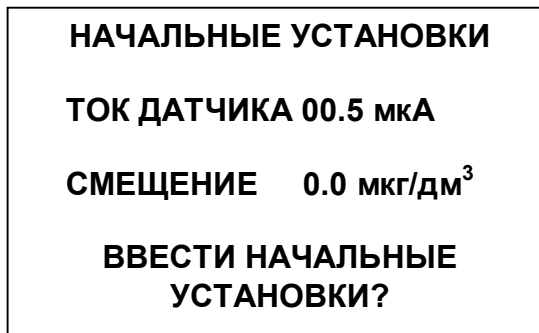 НАЧАЛЬНЫЕ УСТАНОВКИ
ТОК ДАТЧИКА 00.5 мкА
СМЕЩЕНИЕ 0.0 мкг/дм³
ВВЕСТИ НАЧАЛЬНЫЕ
УСТАНОВКИ?